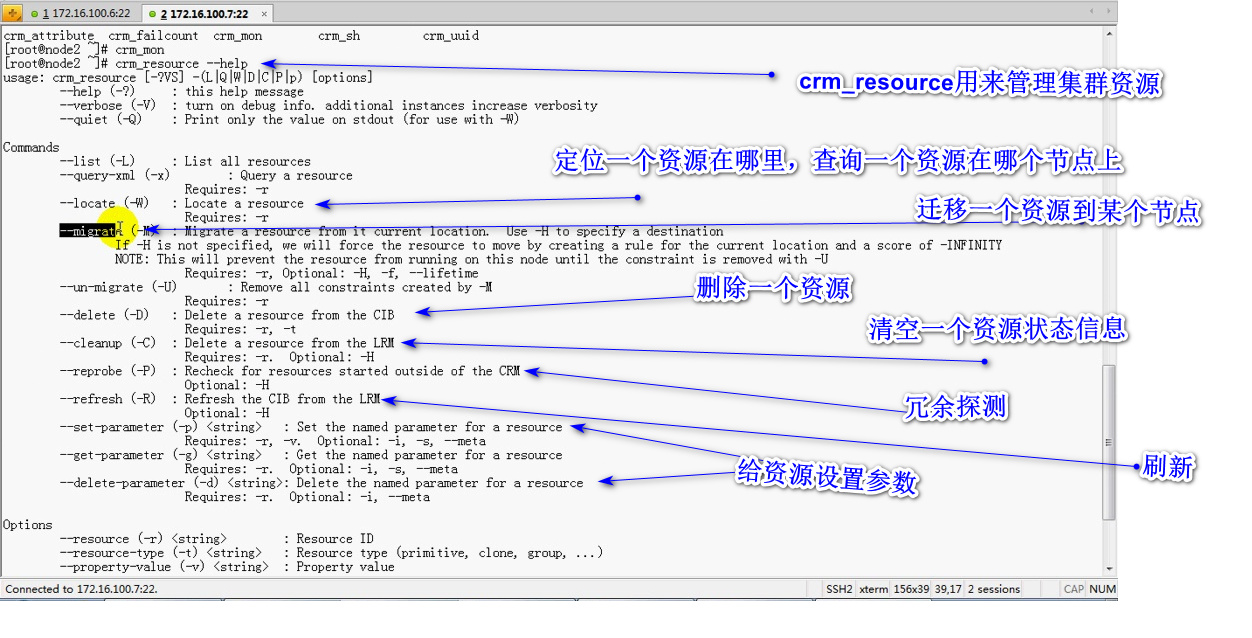 1 172.16.100.6:22 2 172.16.100.7:22 ×
crm_attribute crm_failcount crm_mon crm_sh crm_uuid
[root@node2 ~]# crm_mon
[root@node2 ~]# crm_resource --help
crm_resource用来管理集群资源
usage: crm_resource [-?VS] -(L|Q|W|D|C|P|p) [options]
--help (-?) : this help message
--verbose (-V) : turn on debug info. additional instances increase verbosity
--quiet (-Q) : Print only the value on stdout (for use with -W)
Commands
定位一个资源在哪里，查询一个资源在哪个节点上
--list (-L) : List all resources
--query-xml (-x) : Query a resource
Requires: -r
--locate (-W) : Locate a resource
迁移一个资源到某个节点
Requires: -r
--migrate (-M) : Migrate a resource from it current location. Use -H to specify a destination
If -H is not specified, we will force the resource to move by creating a rule for the current location and a score of -INFINITY
NOTE: This will prevent the resource from running on this node until the constraint is removed with -U
Requires: -r, Optional: -H, -f, --lifetime
--un-migrate (-U) : Remove all constraints created by -M
删除一个资源
Requires: -r
--delete (-D) : Delete a resource from the CIB
清空一个资源状态信息
Requires: -r, -t
--cleanup (-C) : Delete a resource from the LRM
Requires: -r. Optional: -H
--reprobe (-P) : Recheck for resources started outside of the CRM
Optional: -H
--refresh (-R) : Refresh the CIB from the LRM
冗余探测
Optional: -H
--set-parameter (-p) <string> : Set the named parameter for a resource
Requires: -r, -v. Optional: -i, -s, --meta
--get-parameter (-g) <string> : Get the named parameter for a resource
刷新
Requires: -r. Optional: -i, -s, --meta
给资源设置参数
--delete-parameter (-d) <string>: Delete the named parameter for a resource
Requires: -r. Optional: -i, --meta
Options
--resource (-r) <string> : Resource ID
--resource-type (-t) <string> : Resource type (primitive, clone, group, ...)
--property-value (-v) <string> : Property value
Connected to 172.16.100.7:22. SSH2 xterm 156x39 39,17 2 sessions CAP NUM